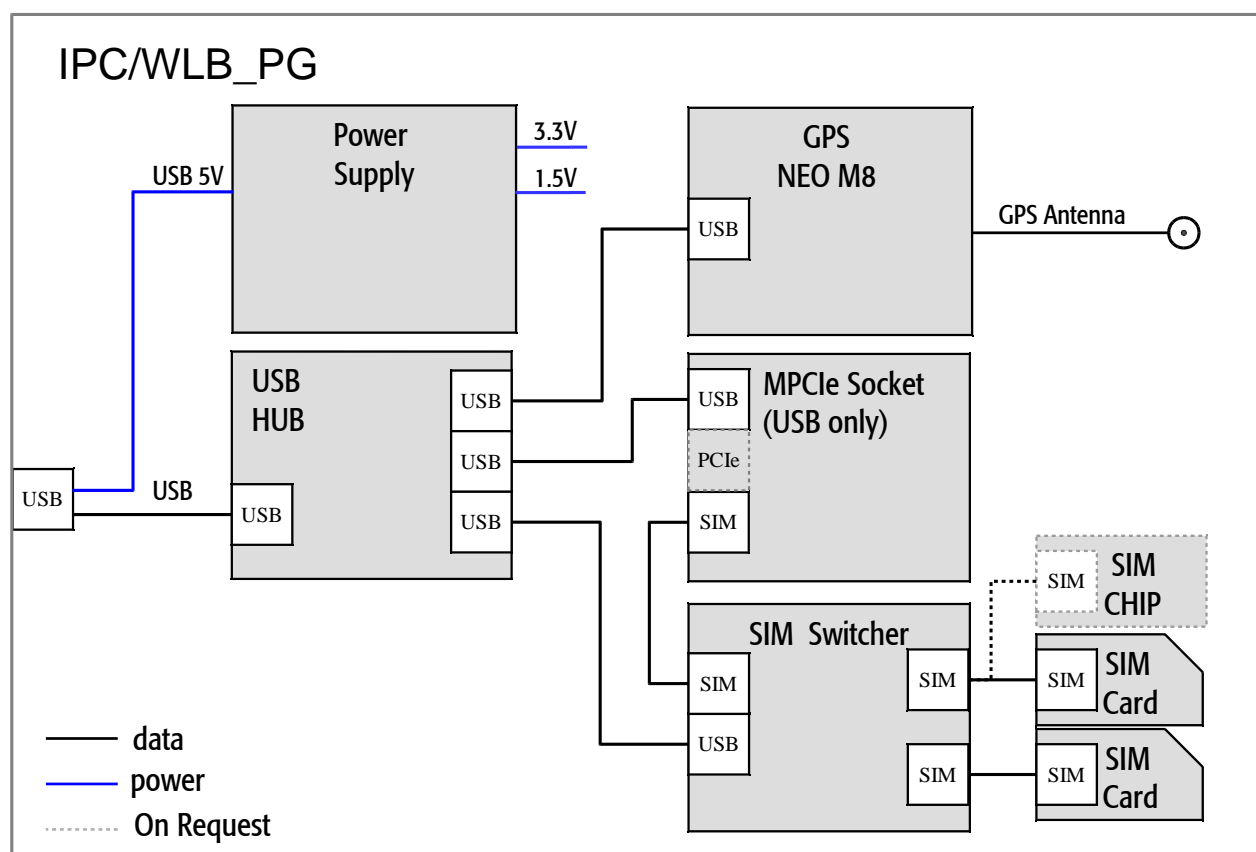 IPC/WLB_PG
Power
Supply
3.3V
1.5V
USB 5V
GPS
NEO M8
USB
GPS Antenna
USB
HUB
USB
USB
USB
USB
USB
USB
MPCIe Socket
(USB only)
USB
PCIe
SIM
SIM
SIM
CHIP
SIM Switcher
SIM
USB
SIM
SIM
SIM
SIM
Card
SIM
SIM
Card
data
power
On Request